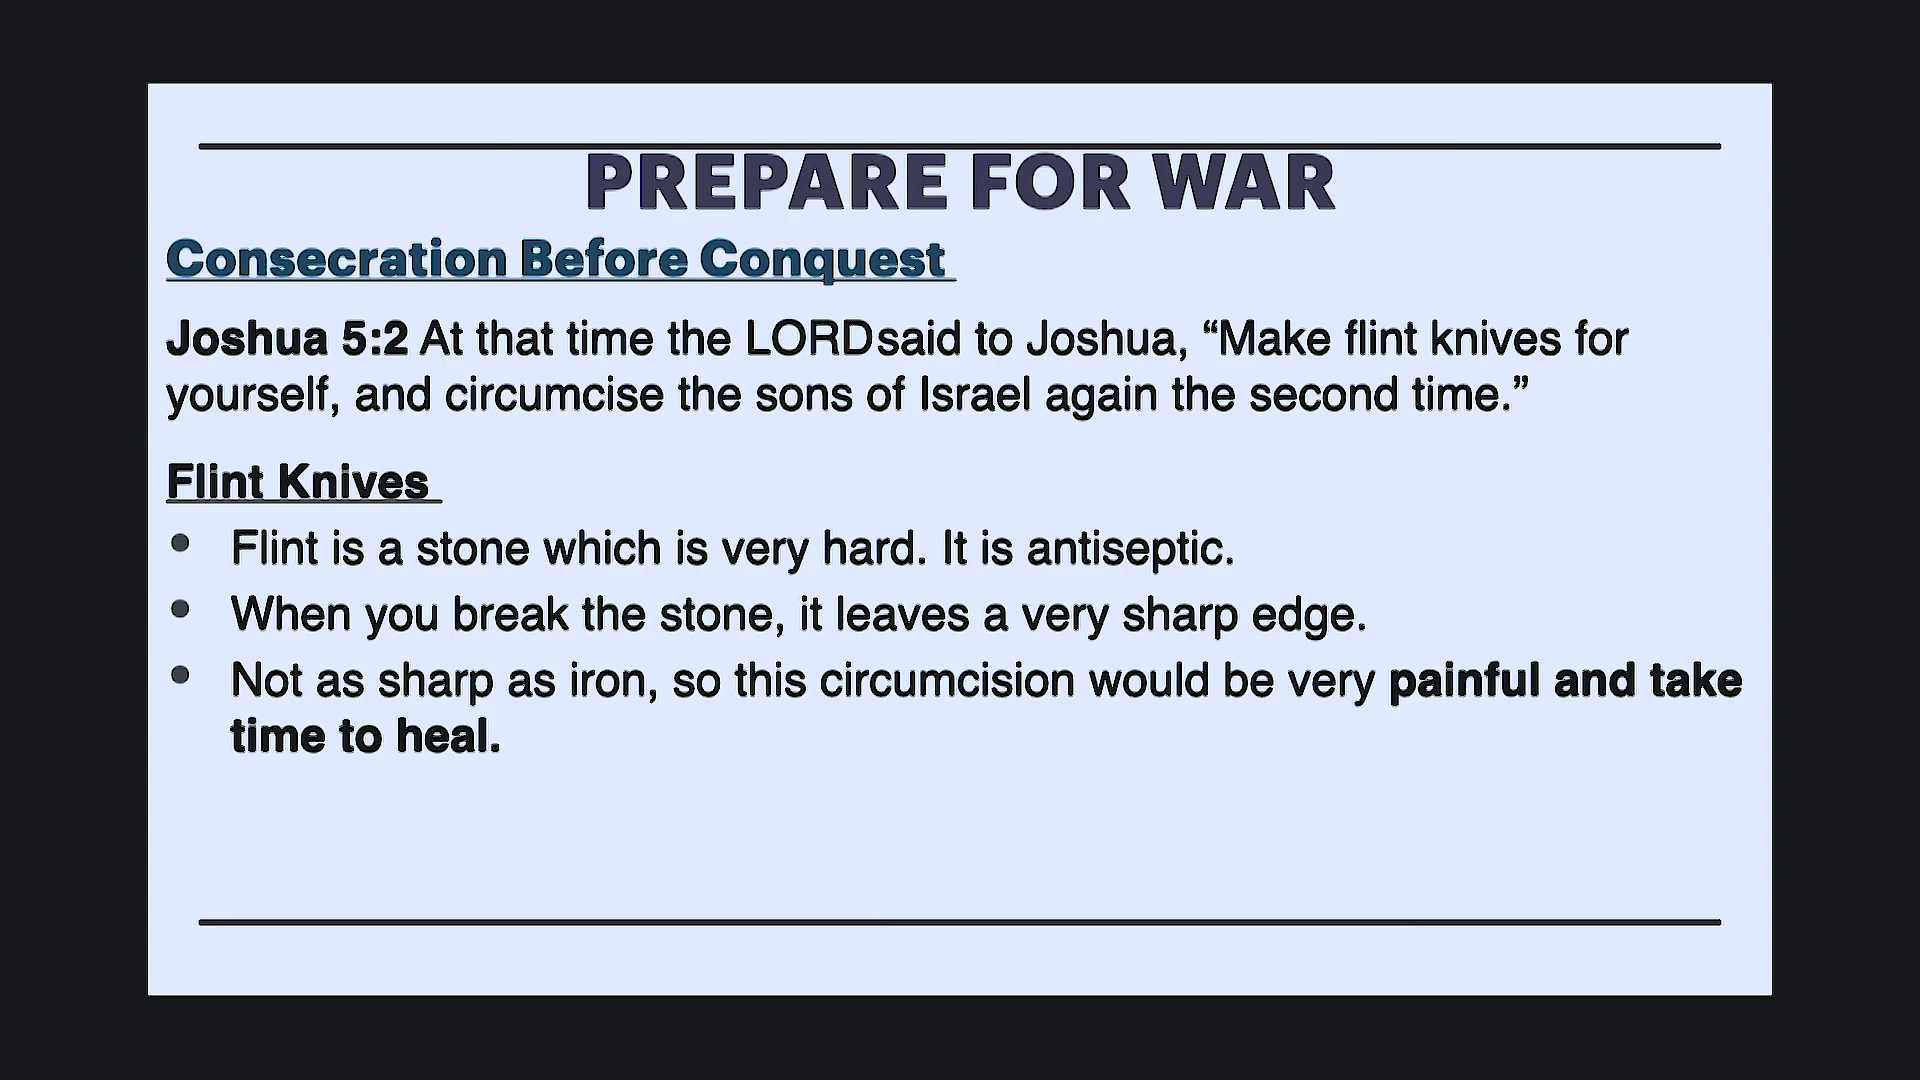 PREPARE FOR WAR
Consecration Before Conquest
Joshua 5:2 At that time the LORDsaid to Joshua, “Make flint knives for
yourself, and circumcise the sons of Israel again the second time.”
Flint Knives
• Flint is a stone which is very hard. It is antiseptic.
• When you break the stone, it leaves a very sharp edge.
• Not as sharp as iron, so this circumcision would be very painful and take
time to heal.